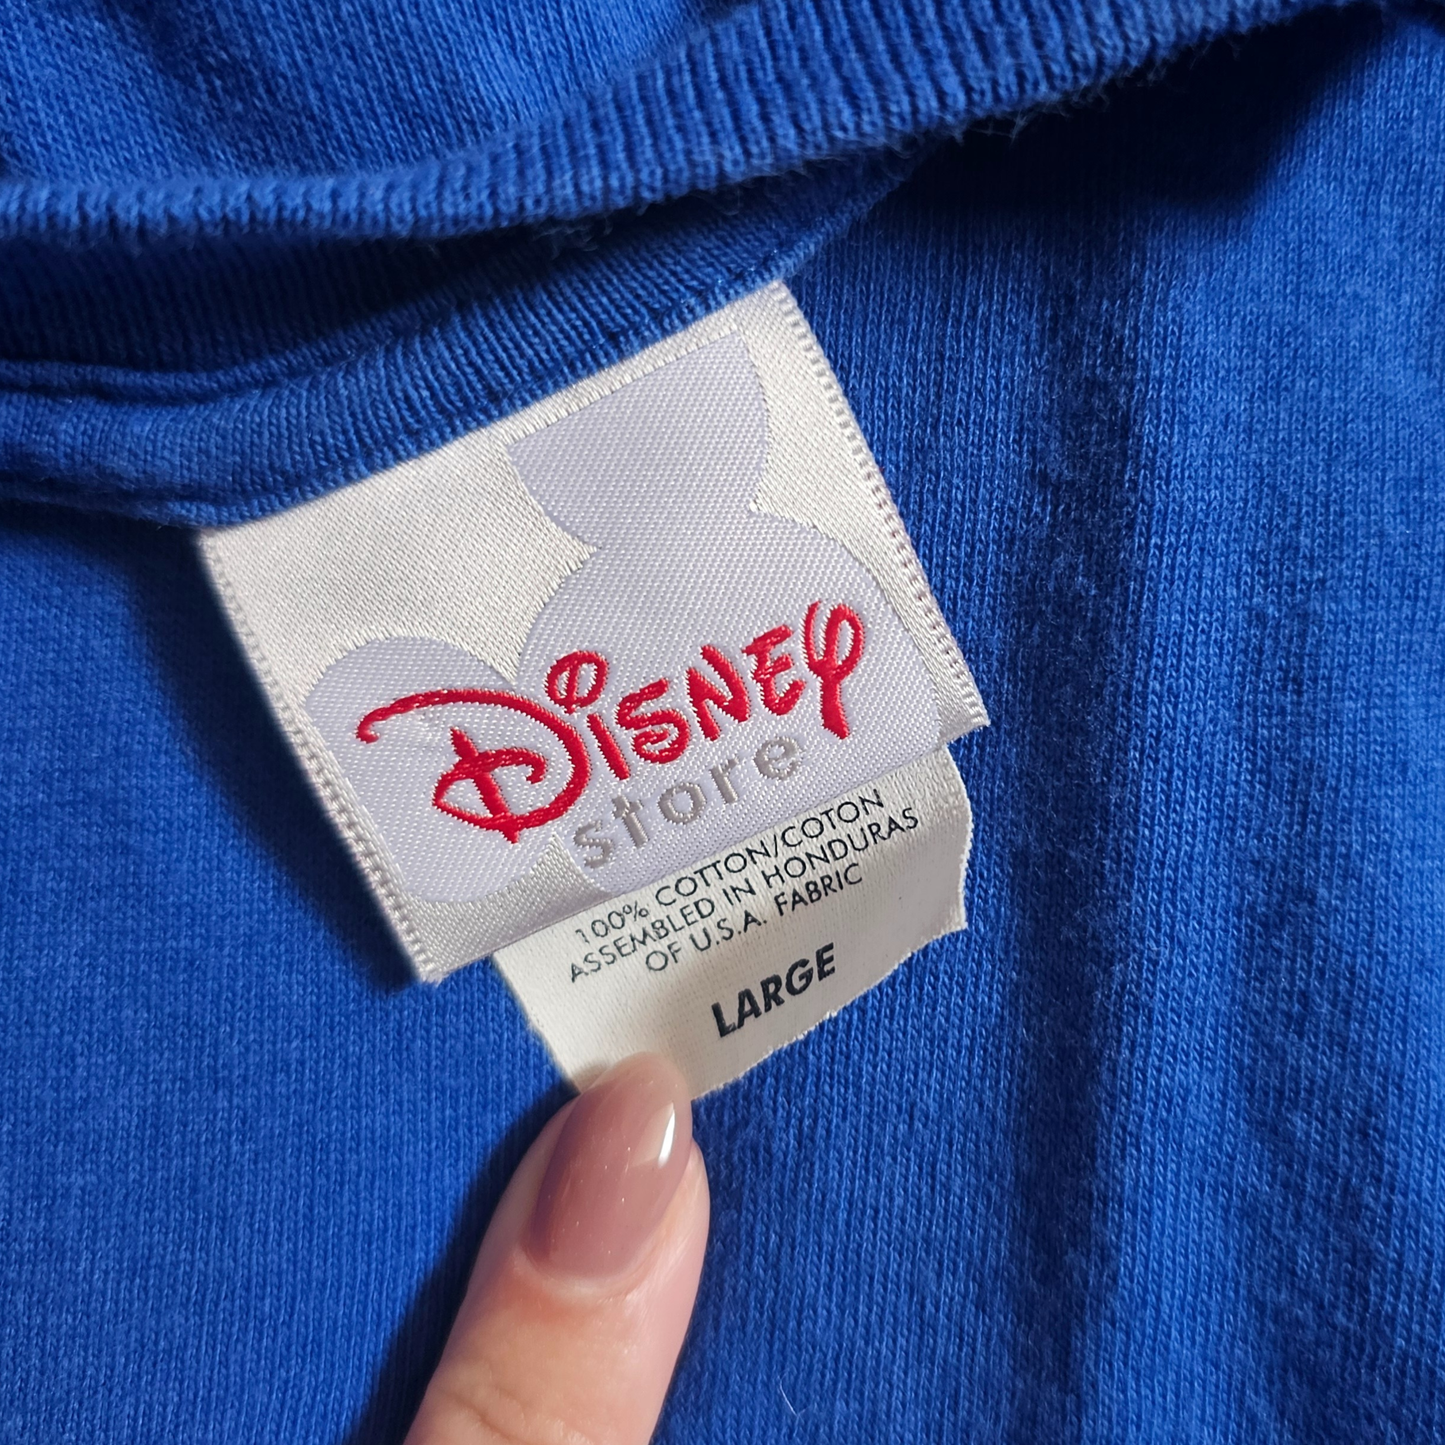 Disney
store
100% COTTON/COTON
ASSEMBLED IN HONDURAS
OF U.S.A. FABRIC
LARGE